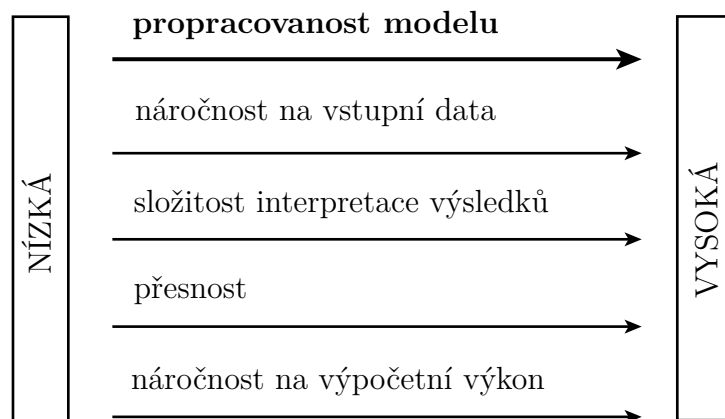 propracovanost modelu
náročnost na vstupní data
složitost interpretace výsledků
přesnost
náročnost na výpočetní výkon
NÍZKÁ
VYSOKÁ